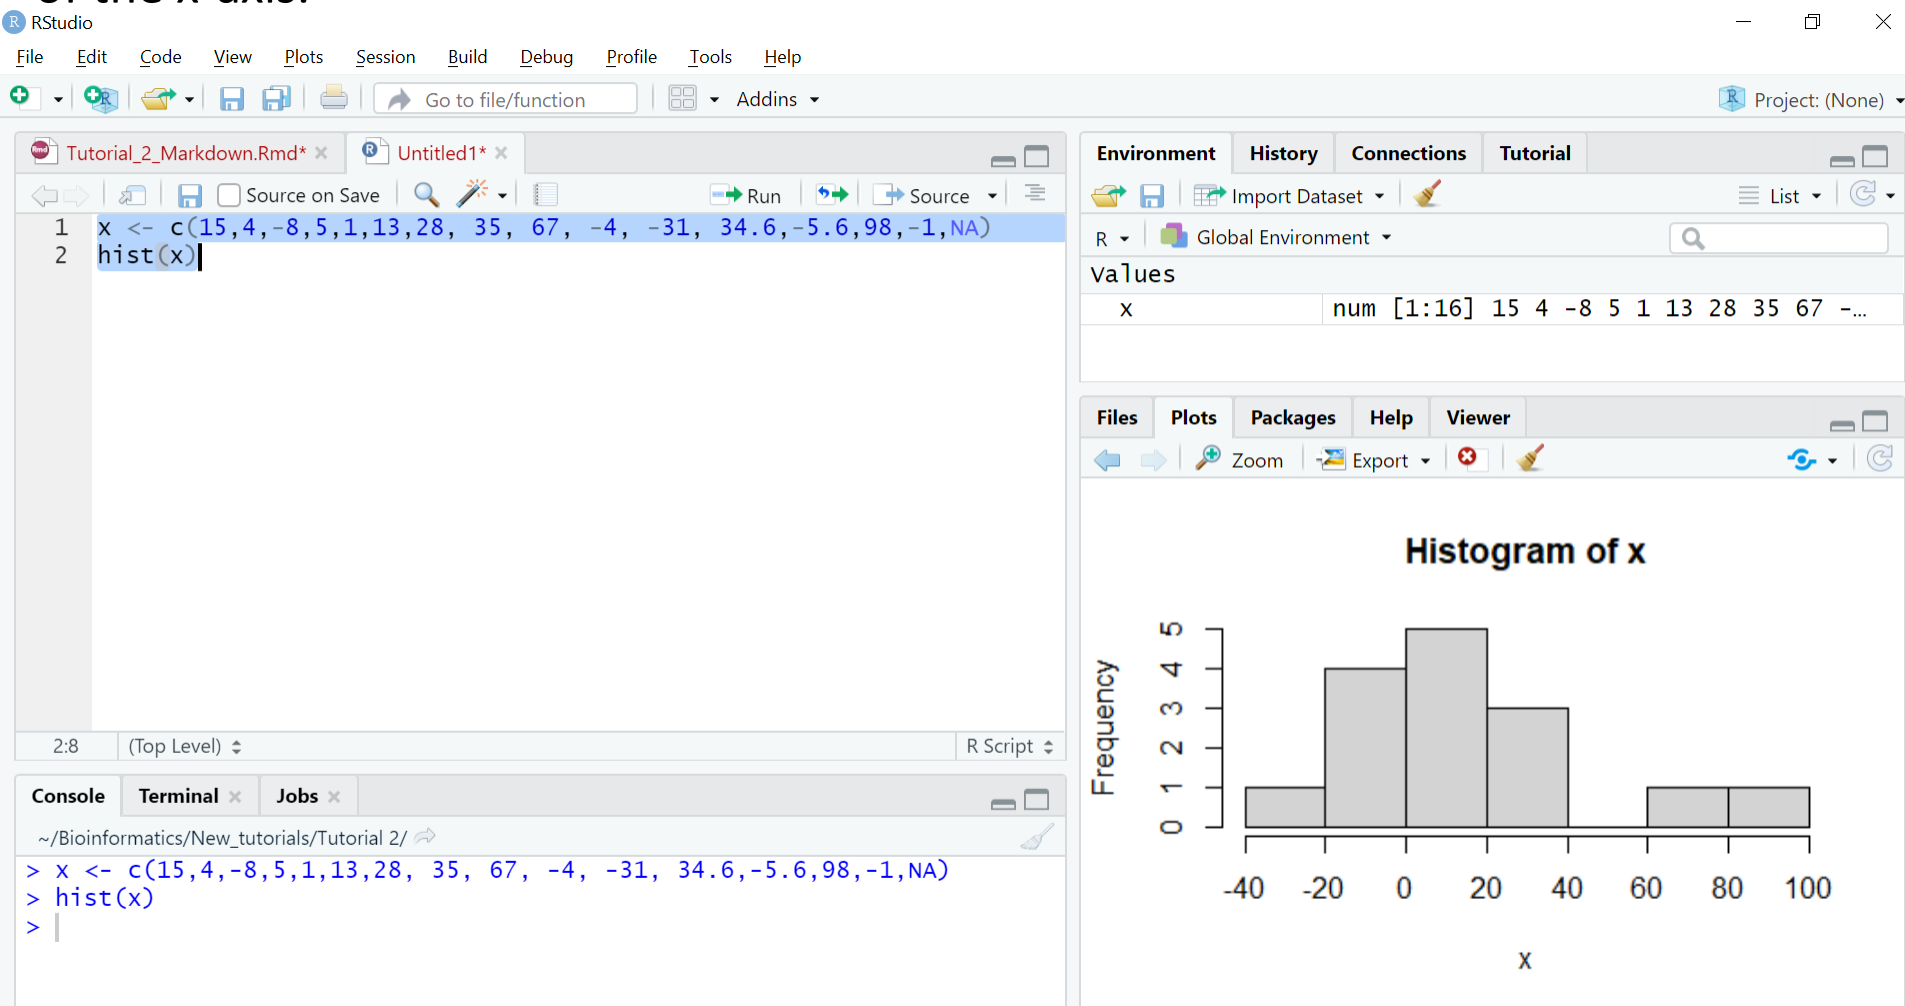 of the x-axis.
RStudio
File Edit Code View Plots Session Build Debug Profile Tools Help
Go to file/function Addins Project: (None)
Tutorial_2_Markdown.Rmd* Untitled1*
Source on Save Run Source
1 x <- c(15,4,-8,5,1,13,28, 35, 67, -4, -31, 34.6,-5.6,98,-1,NA)
2 hist(x)
2:8 (Top Level) R Script
Console Terminal Jobs
~/Bioinformatics/New_tutorials/Tutorial 2/
> x <- c(15,4,-8,5,1,13,28, 35, 67, -4, -31, 34.6,-5.6,98,-1,NA)
> hist(x)
>
Environment History Connections Tutorial
Import Dataset List
R Global Environment
Values
x num [1:16] 15 4 -8 5 1 13 28 35 67 -…
Files Plots Packages Help Viewer
Zoom Export
Histogram of x
Frequency
5
4
3
2
1
0
-40 -20 0 20 40 60 80 100
x